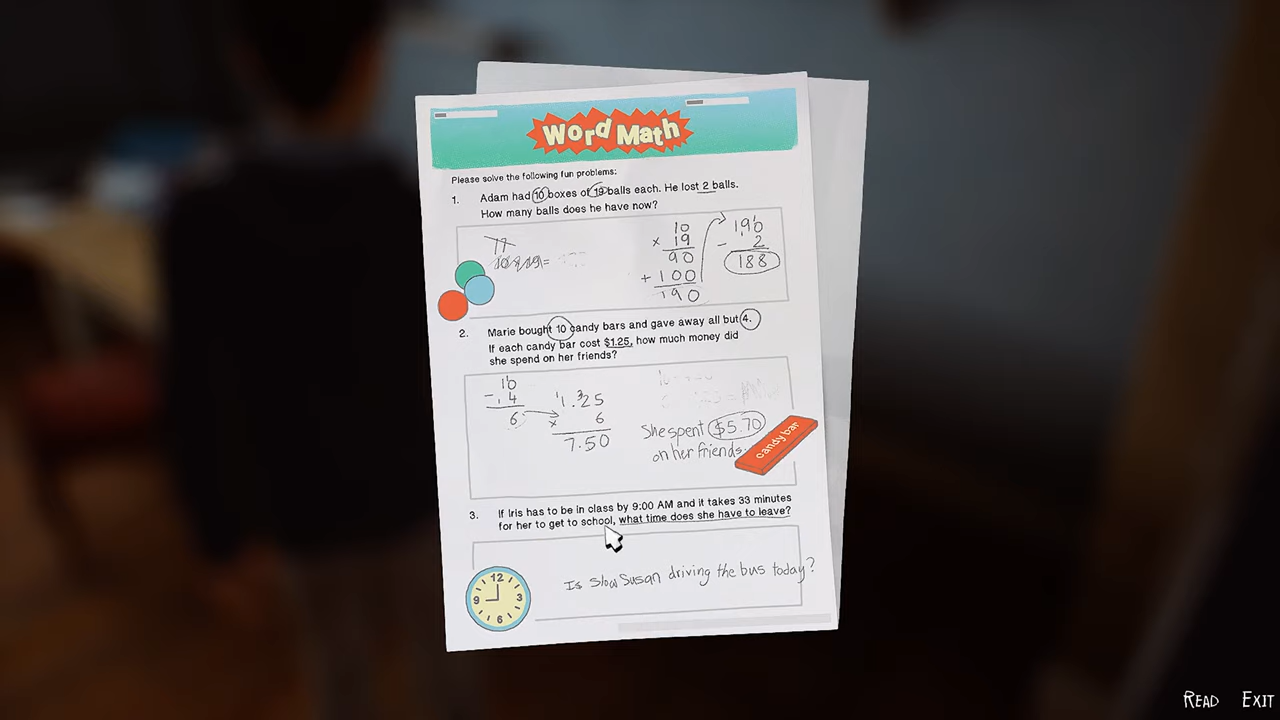 Word Math
Please solve the following fun problems:
1. Adam had 10 boxes of 19 balls each. He lost 2 balls.
How many balls does he have now?
10
x 19
90
+ 100
190
190
- 2
188
2. Marie bought 10 candy bars and gave away all but 4.
If each candy bar cost $1.25, how much money did
she spend on her friends?
10
- 4
6
1.25
x 6
7.50
She spent $5.70
on her friends.
candy bar
3. If Iris has to be in class by 9:00 AM and it takes 33 minutes
for her to get to school, what time does she have to leave?
12
9 3
6
Is Slow Susan driving the bus today?
READ EXIT